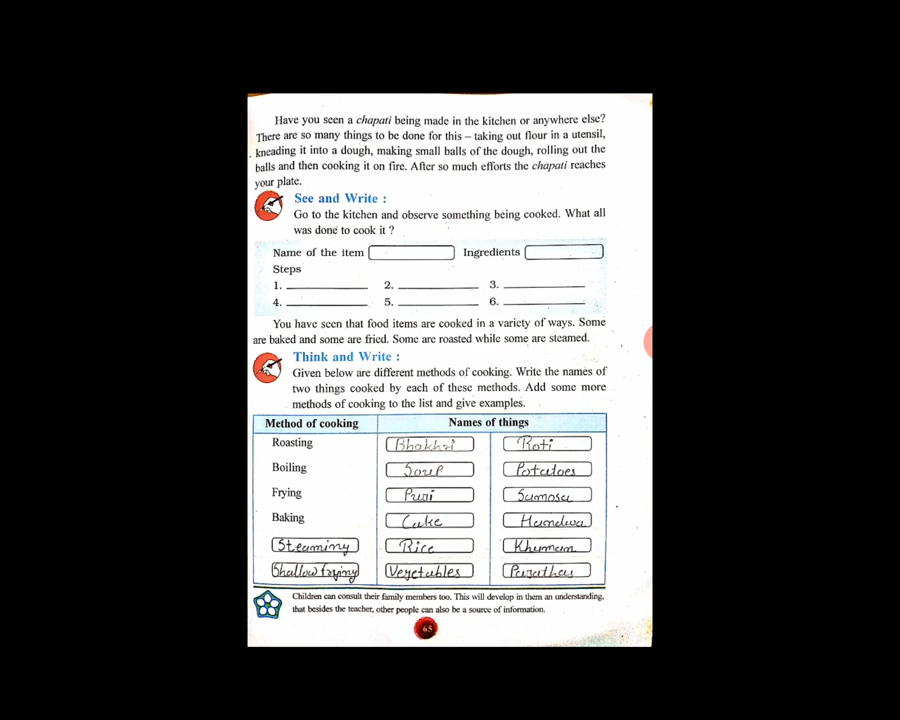 Have you seen a chapati being made in the kitchen or anywhere else?
There are so many things to be done for this – taking out flour in a utensil,
kneading it into a dough, making small balls of the dough, rolling out the
balls and then cooking it on fire. After so much efforts the chapati reaches
your plate.
See and Write :
Go to the kitchen and observe something being cooked. What all
was done to cook it ?
Name of the item Ingredients
Steps
1. 2. 3.
4. 5. 6.
You have seen that food items are cooked in a variety of ways. Some
are baked and some are fried. Some are roasted while some are steamed.
Think and Write :
Given below are different methods of cooking. Write the names of
two things cooked by each of these methods. Add some more
methods of cooking to the list and give examples.
Method of cooking Names of things
Roasting Bhakhri Roti
Boiling Soup Potatoes
Frying Puri Samosa
Baking Cake Handwa
Steaming Rice Khaman
Shallow frying Vegetables Parathas
Children can consult their family members too. This will develop in them an understanding,
that besides the teacher, other people can also be a source of information.
65